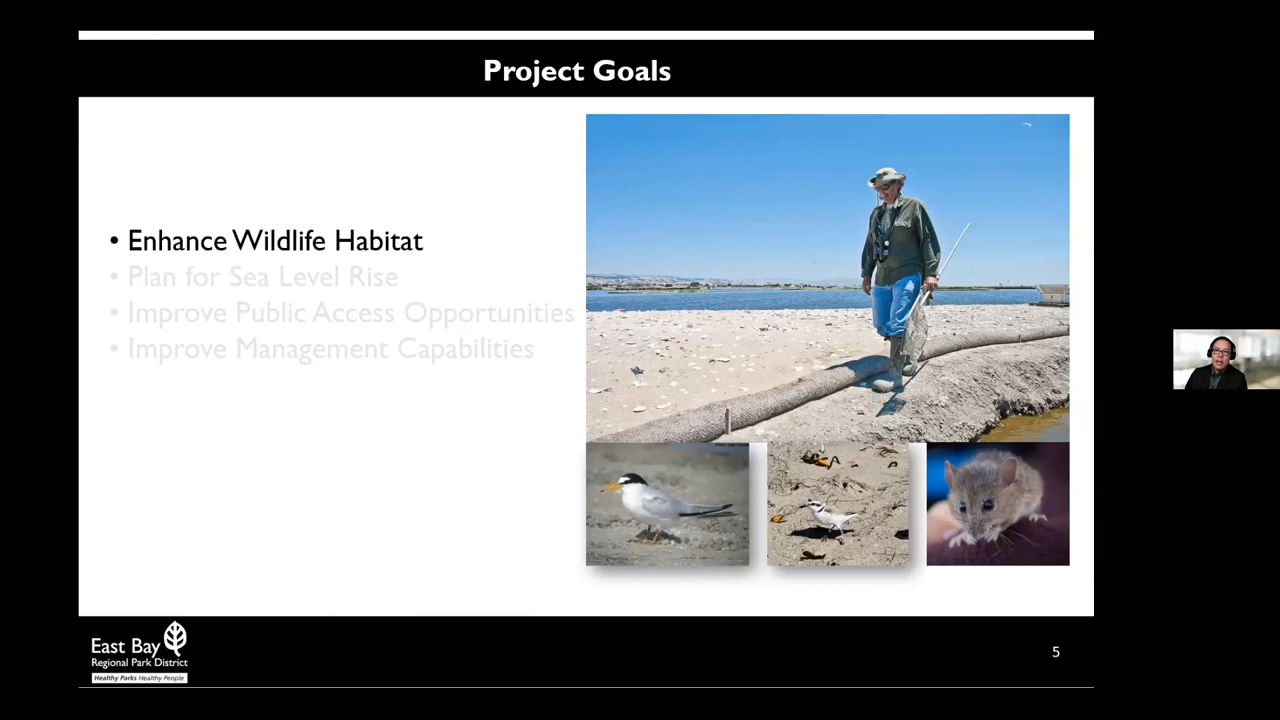 Project Goals
• Enhance Wildlife Habitat
• Plan for Sea Level Rise
• Improve Public Access Opportunities
• Improve Management Capabilities
East Bay
Regional Park District
Healthy Parks Healthy People
5